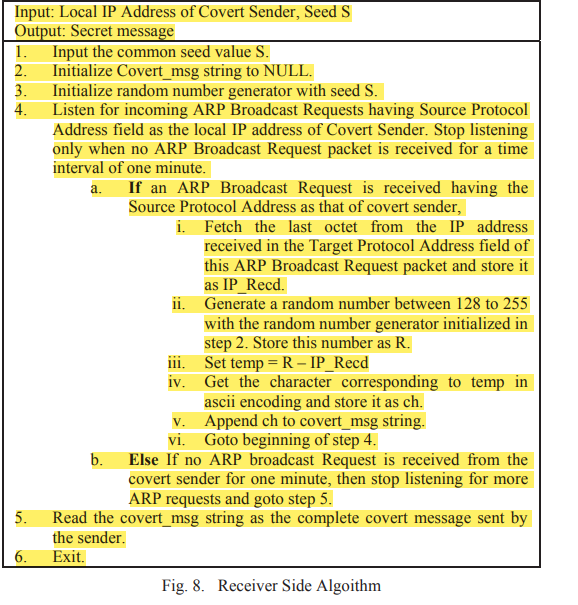 Input: Local IP Address of Covert Sender, Seed S
Output: Secret message
1. Input the common seed value S.
2. Initialize Covert_msg string to NULL.
3. Initialize random number generator with seed S.
4. Listen for incoming ARP Broadcast Requests having Source Protocol
Address field as the local IP address of Covert Sender. Stop listening
only when no ARP Broadcast Request packet is received for a time
interval of one minute.
a. If an ARP Broadcast Request is received having the
Source Protocol Address as that of covert sender,
i. Fetch the last octet from the IP address
received in the Target Protocol Address field of
this ARP Broadcast Request packet and store it
as IP_Recd.
ii. Generate a random number between 128 to 255
with the random number generator initialized in
step 2. Store this number as R.
iii. Set temp = R – IP_Recd
iv. Get the character corresponding to temp in
ascii encoding and store it as ch.
v. Append ch to covert_msg string.
vi. Goto beginning of step 4.
b. Else If no ARP broadcast Request is received from the
covert sender for one minute, then stop listening for more
ARP requests and goto step 5.
5. Read the covert_msg string as the complete covert message sent by
the sender.
6. Exit.
Fig. 8. Receiver Side Algoithm